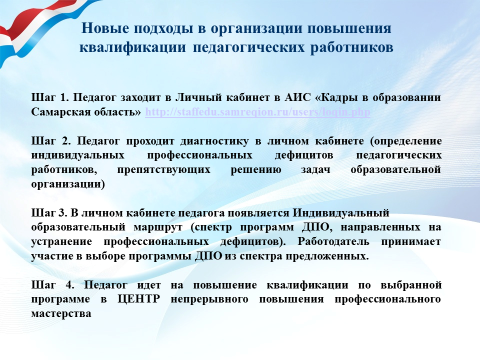 Новые подходы в организации повышения
квалификации педагогических работников
Шаг 1. Педагог заходит в Личный кабинет в АИС «Кадры в образовании
Самарская область» http://staffedu.samregion.ru/users/login.php
Шаг 2. Педагог проходит диагностику в личном кабинете (определение
индивидуальных профессиональных дефицитов педагогических
работников, препятствующих решению задач образовательной
организации)
Шаг 3. В личном кабинете педагога появляется Индивидуальный
образовательный маршрут (спектр программ ДПО, направленных на
устранение профессиональных дефицитов). Работодатель принимает
участие в выборе программы ДПО из спектра предложенных.
Шаг 4. Педагог идет на повышение квалификации по выбранной
программе в ЦЕНТР непрерывного повышения профессионального
мастерства